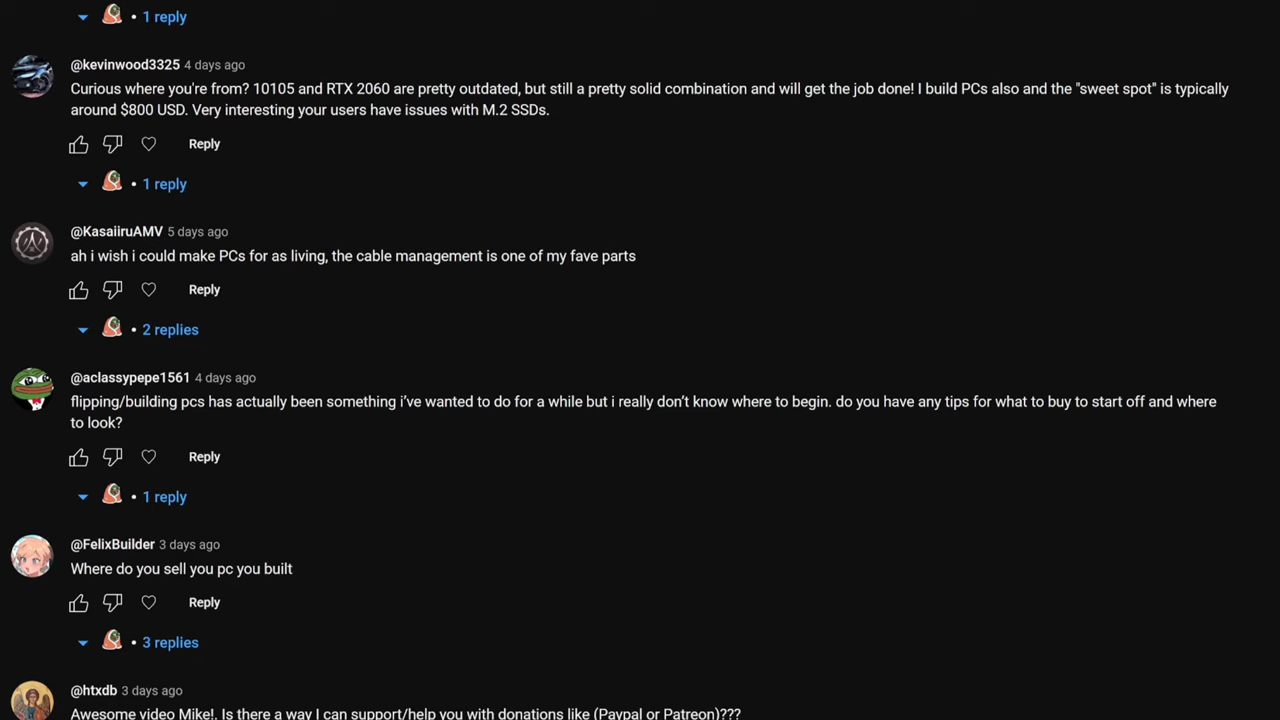 • 1 reply
@kevinwood3325 4 days ago
Curious where you're from? 10105 and RTX 2060 are pretty outdated, but still a pretty solid combination and will get the job done! I build PCs also and the "sweet spot" is typically
around $800 USD. Very interesting your users have issues with M.2 SSDs.
Reply
• 1 reply
@KasaiiruAMV 5 days ago
ah i wish i could make PCs for as living, the cable management is one of my fave parts
Reply
• 2 replies
@aclassypepe1561 4 days ago
flipping/building pcs has actually been something i’ve wanted to do for a while but i really don’t know where to begin. do you have any tips for what to buy to start off and where
to look?
Reply
• 1 reply
@FelixBuilder 3 days ago
Where do you sell you pc you built
Reply
• 3 replies
@htxdb 3 days ago
Awesome video Mike!. Is there a way I can support/help you with donations like (Paypal or Patreon)???